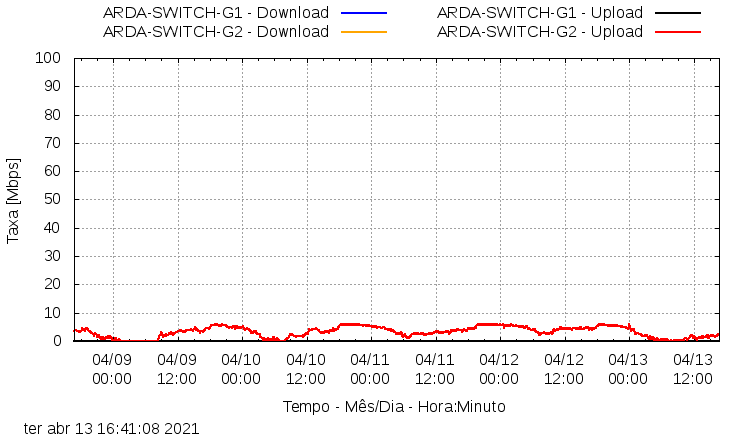 ARDA-SWITCH-G1 - Download ARDA-SWITCH-G1 - Upload
ARDA-SWITCH-G2 - Download ARDA-SWITCH-G2 - Upload
100
90
80
70
60
50
40
30
20
10
0
Taxa [Mbps]
04/09 04/09 04/10 04/10 04/11 04/11 04/12 04/12 04/13 04/13
00:00 12:00 00:00 12:00 00:00 12:00 00:00 12:00 00:00 12:00
Tempo - Mês/Dia - Hora:Minuto
ter abr 13 16:41:08 2021